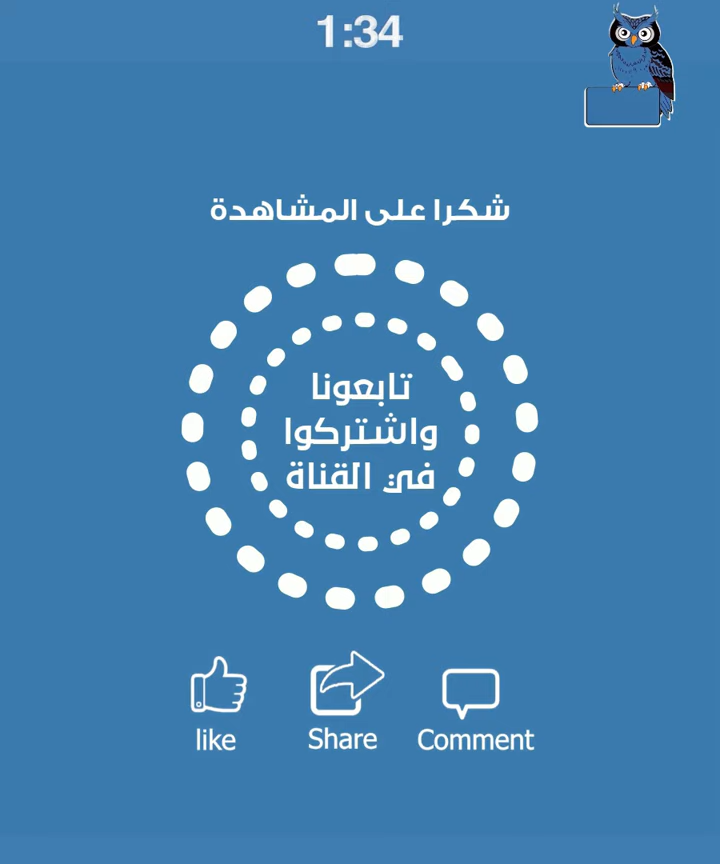 1:34
شكرا على المشاهدة
تابعونا
واشتركوا
في القناة
like
Share
Comment